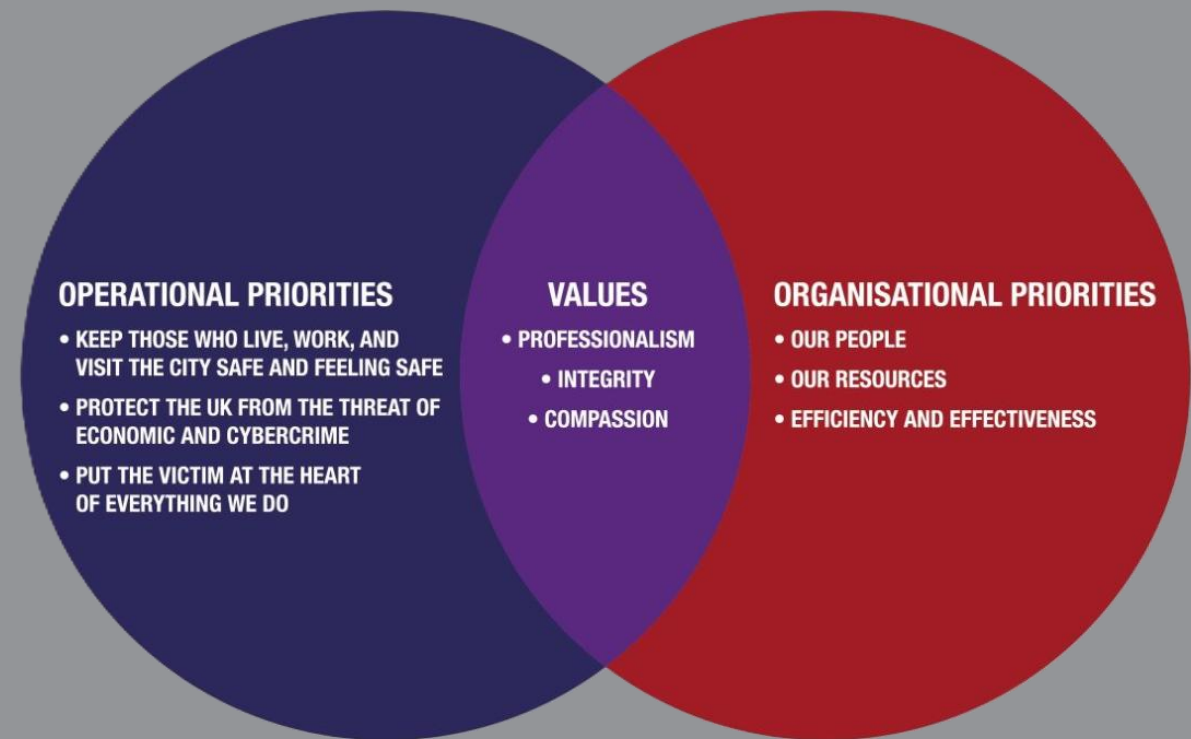 OPERATIONAL PRIORITIES
• KEEP THOSE WHO LIVE, WORK, AND
VISIT THE CITY SAFE AND FEELING SAFE
• PROTECT THE UK FROM THE THREAT OF
ECONOMIC AND CYBERCRIME
• PUT THE VICTIM AT THE HEART
OF EVERYTHING WE DO
VALUES
• PROFESSIONALISM
• INTEGRITY
• COMPASSION
ORGANISATIONAL PRIORITIES
• OUR PEOPLE
• OUR RESOURCES
• EFFICIENCY AND EFFECTIVENESS